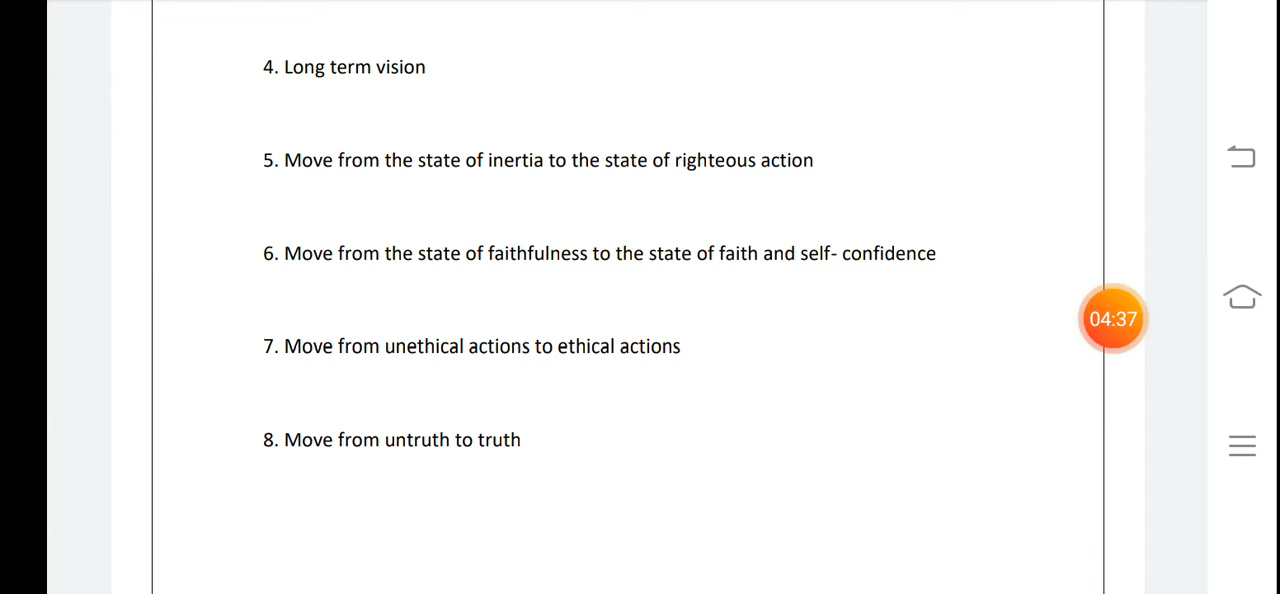 4. Long term vision
5. Move from the state of inertia to the state of righteous action
6. Move from the state of faithfulness to the state of faith and self- confidence
04:37
7. Move from unethical actions to ethical actions
8. Move from untruth to truth